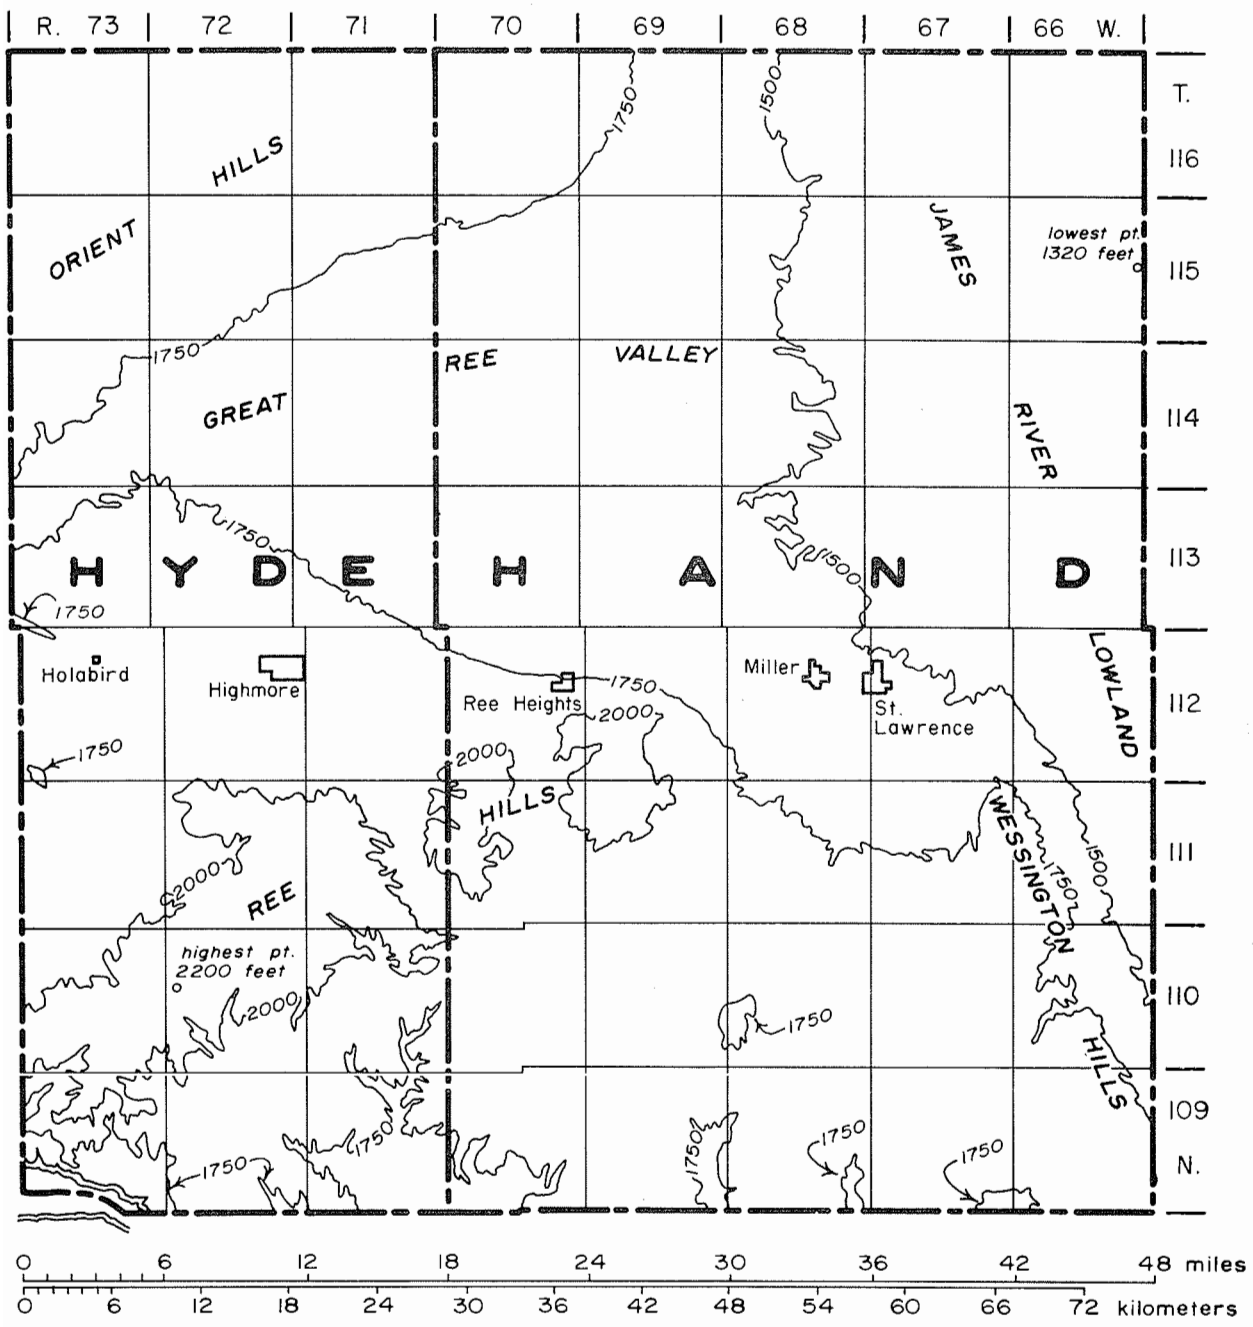 R. 73 72 71 70 69 68 67 66 W.
T.
116
115
114
113
112
111
110
109
N.
1750
1500
HILLS
ORIENT
JAMES
lowest pt.
1320 feet
1750
REE
VALLEY
GREAT
RIVER
1750
1500
HYDE HAND
1750
Holabird
Highmore
Ree Heights
1750
Miller
St.
Lawrence
LOWLAND
2000
2000
1750
HILLS
WESSINGTON
1750
1500
2000
REE
highest pt.
2200 feet
2000
1750
HILLS
1750
1750
1750
1750
1750
0 6 12 18 24 30 36 42 48 miles
0 6 12 18 24 30 36 42 48 54 60 66 72 kilometers